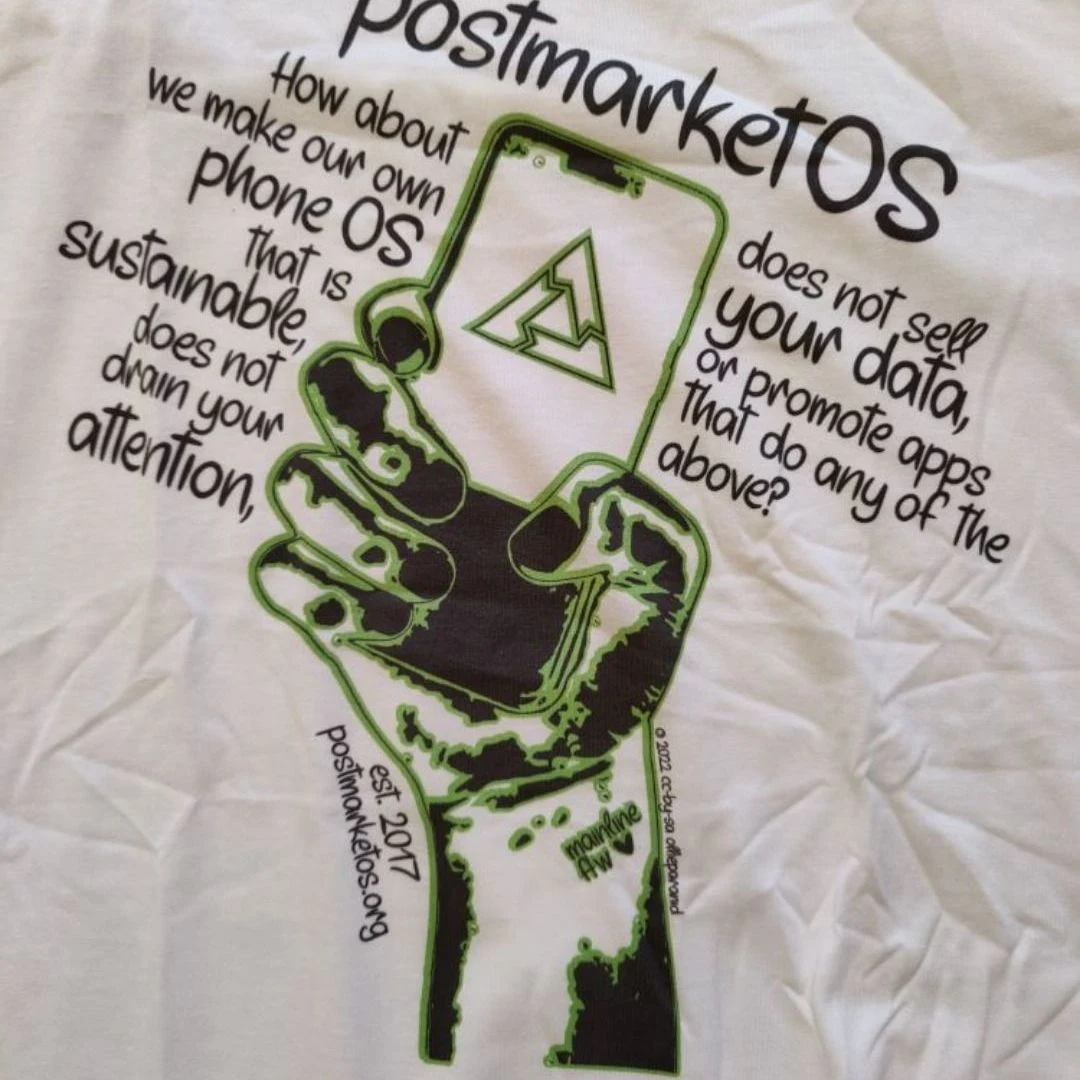 postmarketOS
How about
we make our own
phone OS
that is
sustainable,
does not
drain your
attention,
does not sell
your data,
or promote apps
that do any of the
above?
est. 2017
postmarketos.org
mainline
ftw ♥
© 2022 cc-by-sa ollieparanoid